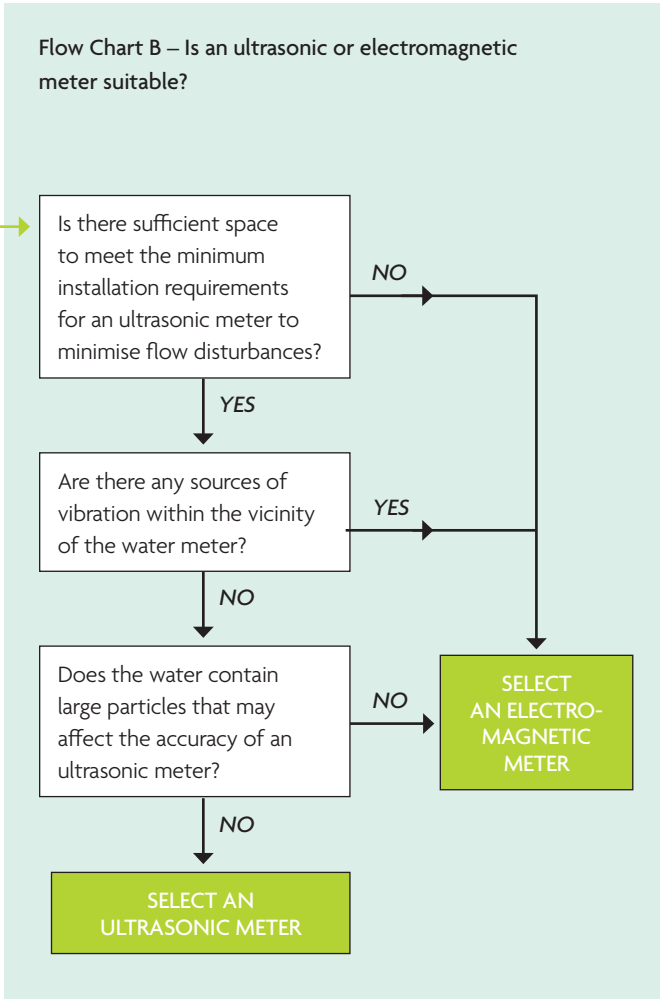 Flow Chart B – Is an ultrasonic or electromagnetic
meter suitable?
Is there sufficient space
to meet the minimum
installation requirements
for an ultrasonic meter to
minimise flow disturbances?
NO
YES
Are there any sources of
vibration within the vicinity
of the water meter?
YES
NO
Does the water contain
large particles that may
affect the accuracy of an
ultrasonic meter?
NO
SELECT
AN ELECTRO-
MAGNETIC
METER
NO
SELECT AN
ULTRASONIC METER